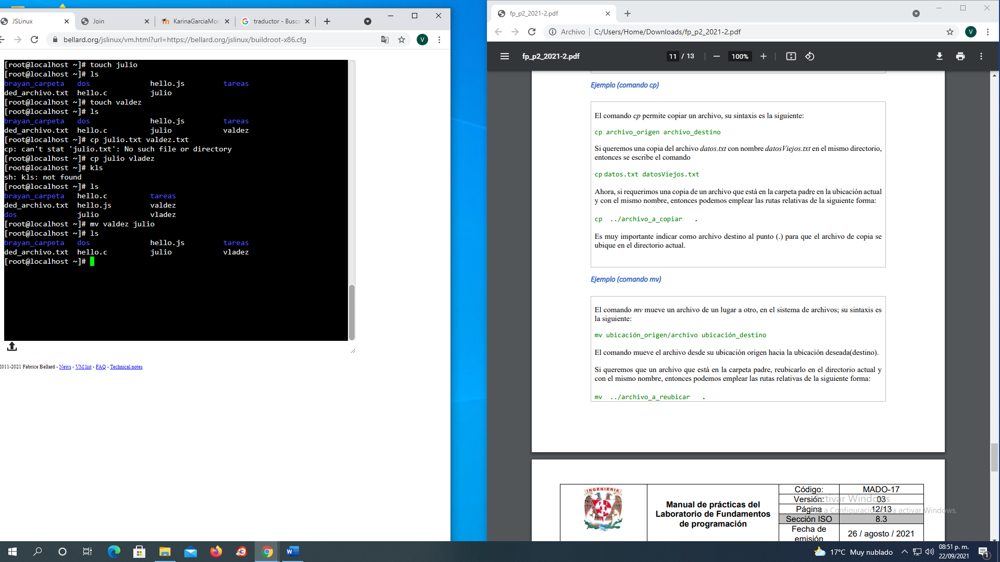 JSLinux
Join
KarinaGarciaMor
traductor - Busca
bellard.org/jslinux/vm.html?url=https://bellard.org/jslinux/buildroot-x86.cfg
V
[root@localhost ~]# touch julio
[root@localhost ~]# ls
brayan_carpeta dos hello.js tareas
ded_archivo.txt hello.c julio
[root@localhost ~]# touch valdez
[root@localhost ~]# ls
brayan_carpeta dos hello.js tareas
ded_archivo.txt hello.c julio valdez
[root@localhost ~]# cp julio.txt valdez.txt
cp: can't stat 'julio.txt': No such file or directory
[root@localhost ~]# cp julio vladez
[root@localhost ~]# kls
sh: kls: not found
[root@localhost ~]# ls
brayan_carpeta hello.c tareas
ded_archivo.txt hello.js valdez
dos julio vladez
[root@localhost ~]# mv valdez julio
[root@localhost ~]# ls
brayan_carpeta dos hello.js tareas
ded_archivo.txt hello.c julio vladez
[root@localhost ~]#
2011-2021 Fabrice Bellard - News - VM list - FAQ - Technical notes
fp_p2_2021-2.pdf
Archivo C:/Users/Home/Downloads/fp_p2_2021-2.pdf
V
fp_p2_2021-2.pdf
11 / 13
100%
Ejemplo (comando cp)
El comando cp permite copiar un archivo, su sintaxis es la siguiente:
cp archivo_origen archivo_destino
Si queremos una copia del archivo datos.txt con nombre datosViejos.txt en el mismo directorio,
entonces se escribe el comando
cp datos.txt datosViejos.txt
Ahora, si requerimos una copia de un archivo que está en la carpeta padre en la ubicación actual
y con el mismo nombre, entonces podemos emplear las rutas relativas de la siguiente forma:
cp ../archivo_a_copiar .
Es muy importante indicar como archivo destino al punto (.) para que el archivo de copia se
ubique en el directorio actual.
Ejemplo (comando mv)
El comando mv mueve un archivo de un lugar a otro, en el sistema de archivos; su sintaxis es
la siguiente:
mv ubicación_origen/archivo ubicación_destino
El comando mueve el archivo desde su ubicación origen hacia la ubicación deseada(destino).
Si queremos que un archivo que está en la carpeta padre, reubicarlo en el directorio actual y
con el mismo nombre, entonces podemos emplear las rutas relativas de la siguiente forma:
mv ../archivo_a_reubicar .
INGENIERIA
Manual de prácticas del
Laboratorio de Fundamentos
de programación
Código: MADO-17
Versión: 03
Página 12/13
Sección ISO 8.3
Fecha de
emisión
26 / agosto / 2021
Activar Windows
Ve a Configuración para activar Windows.
17°C Muy nublado
08:51 p. m.
22/09/2021
1